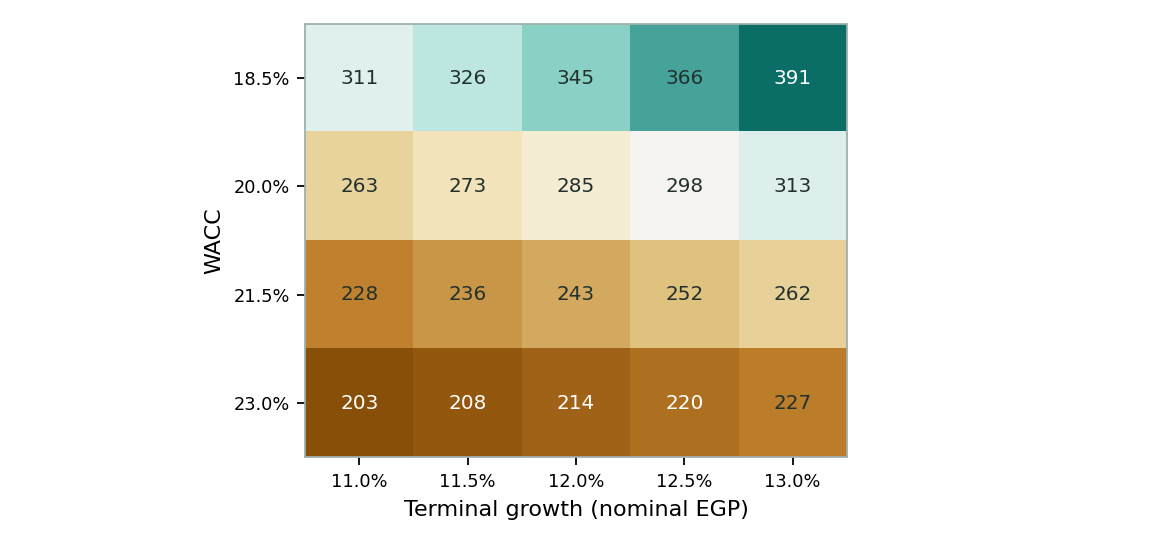 18.5% 311 326 345 366 391
20.0% 263 273 285 298 313
WACC
21.5% 228 236 243 252 262
23.0% 203 208 214 220 227
11.0% 11.5% 12.0% 12.5% 13.0%
Terminal growth (nominal EGP)